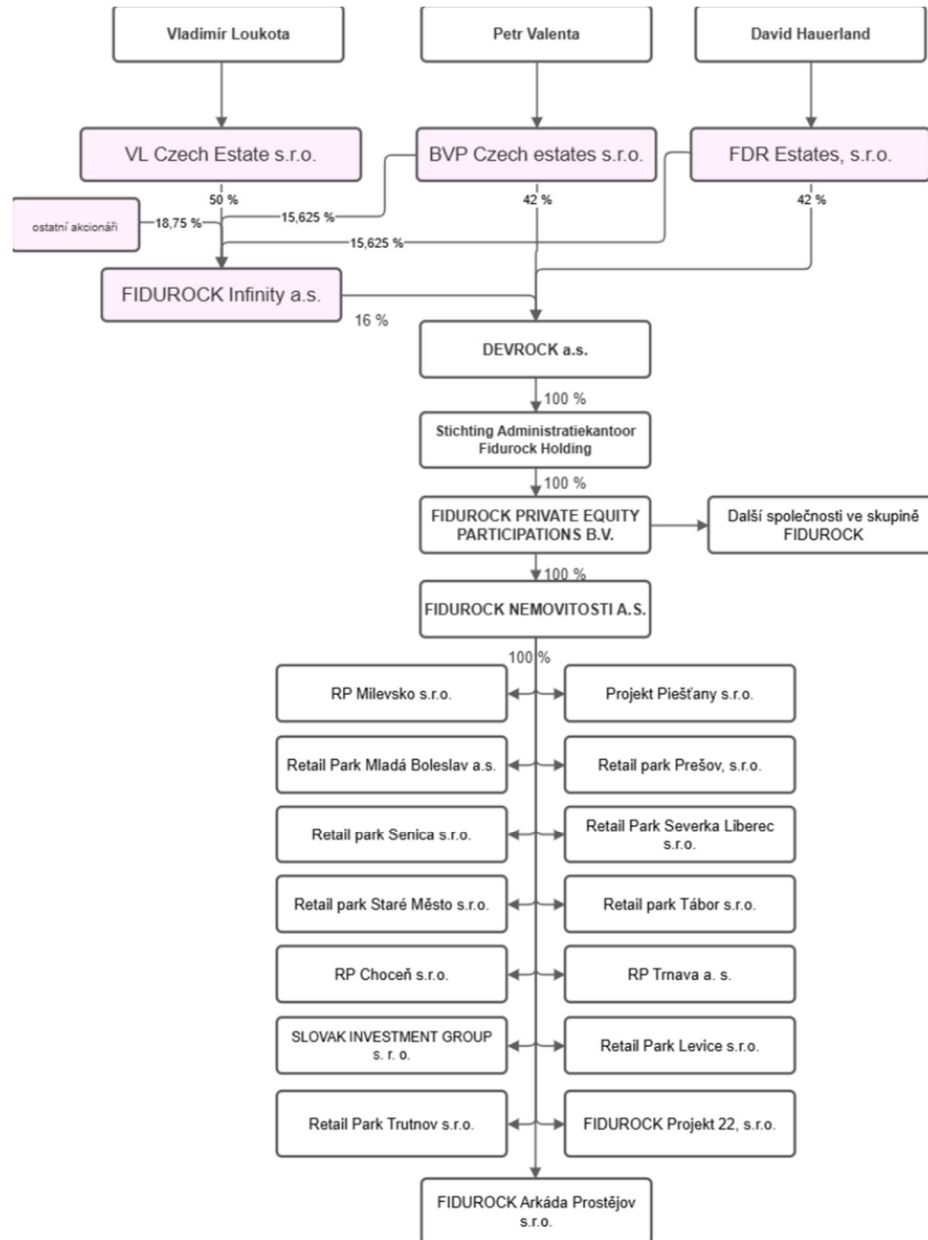 Vladimír Loukota
Petr Valenta
David Hauerland
VL Czech Estate s.r.o.
BVP Czech estates s.r.o.
FDR Estates, s.r.o.
50 %
42 %
42 %
ostatní akcionáři
18,75 %
15,625 %
15,625 %
FIDUROCK Infinity a.s.
16 %
DEVROCK a.s.
100 %
Stichting Administratiekantoor
Fidurock Holding
100 %
FIDUROCK PRIVATE EQUITY
PARTICIPATIONS B.V.
Další společnosti ve skupině
FIDUROCK
100 %
FIDUROCK NEMOVITOSTI A.S.
100 %
RP Milevsko s.r.o.
Projekt Piešťany s.r.o.
Retail Park Mladá Boleslav a.s.
Retail park Prešov, s.r.o.
Retail park Senica s.r.o.
Retail Park Severka Liberec
s.r.o.
Retail park Staré Město s.r.o.
Retail park Tábor s.r.o.
RP Choceň s.r.o.
RP Trnava a. s.
SLOVAK INVESTMENT GROUP
s. r. o.
Retail Park Levice s.r.o.
Retail Park Trutnov s.r.o.
FIDUROCK Projekt 22, s.r.o.
FIDUROCK Arkáda Prostějov
s.r.o.